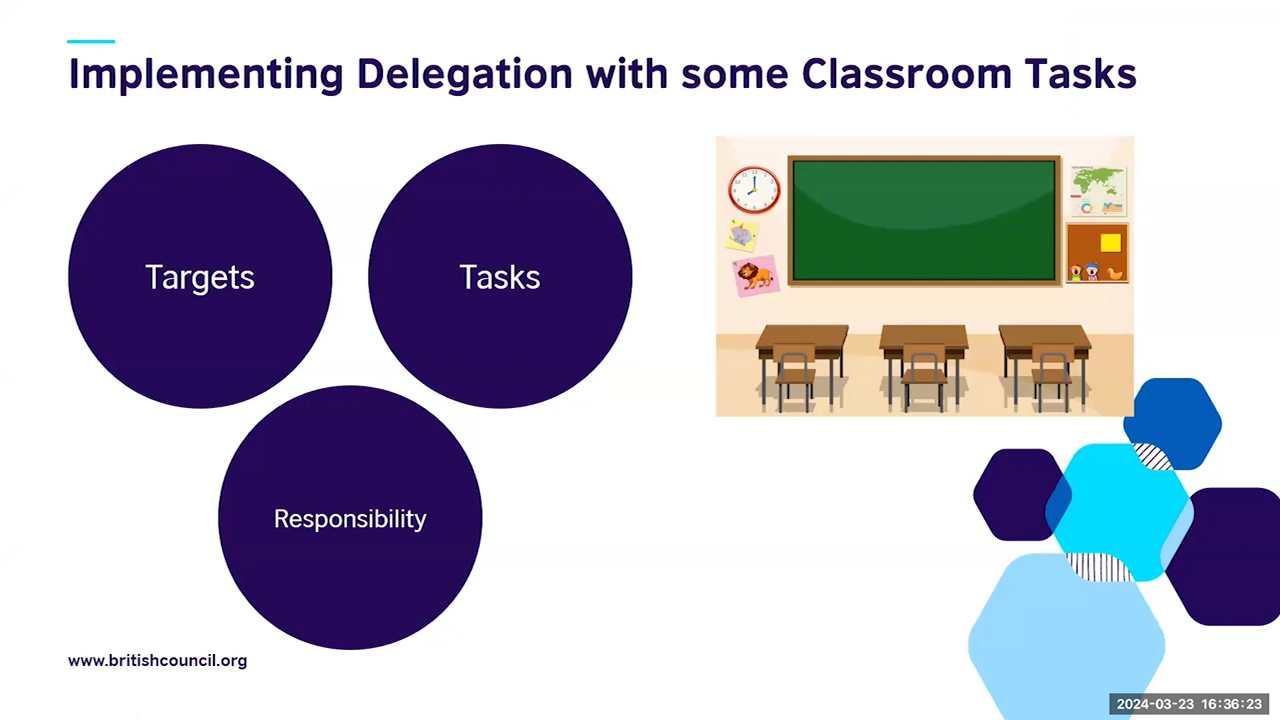 Implementing Delegation with some Classroom Tasks
Targets
Tasks
Responsibility
www.britishcouncil.org
2024-03-23 16:36:23